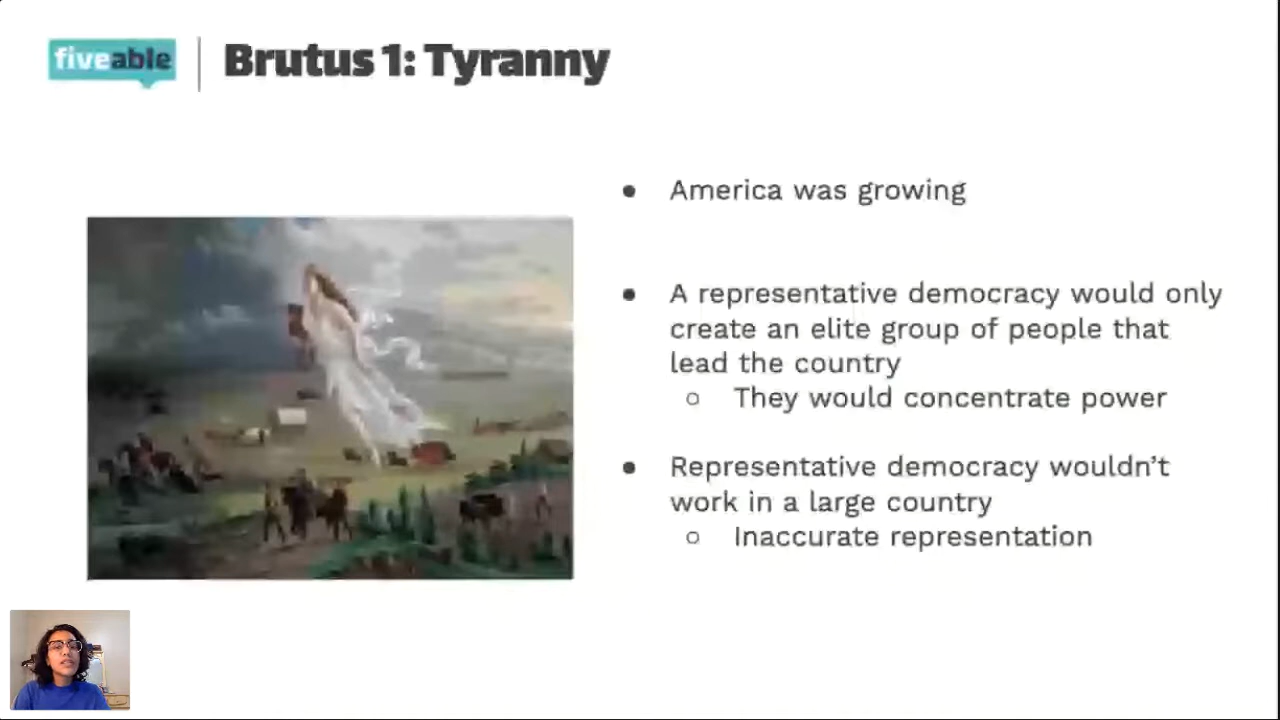 fiveable
Brutus 1: Tyranny
● America was growing
● A representative democracy would only
create an elite group of people that
lead the country
○ They would concentrate power
● Representative democracy wouldn’t
work in a large country
○ Inaccurate representation